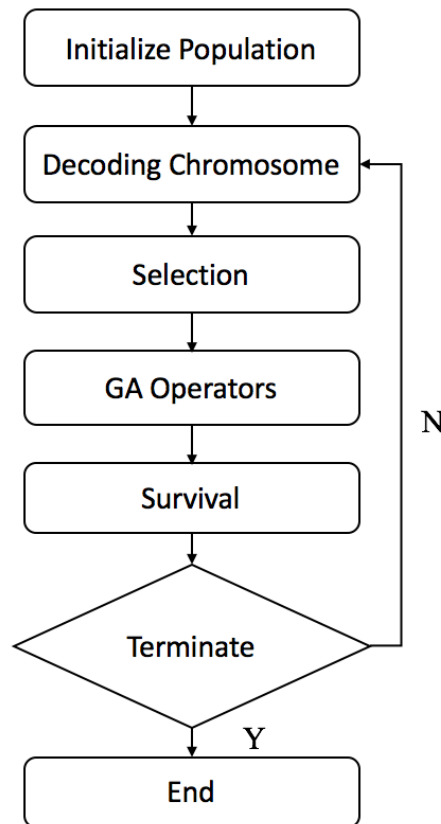 Initialize Population
Decoding Chromosome
Selection
GA Operators
N
Survival
Terminate
Y
End